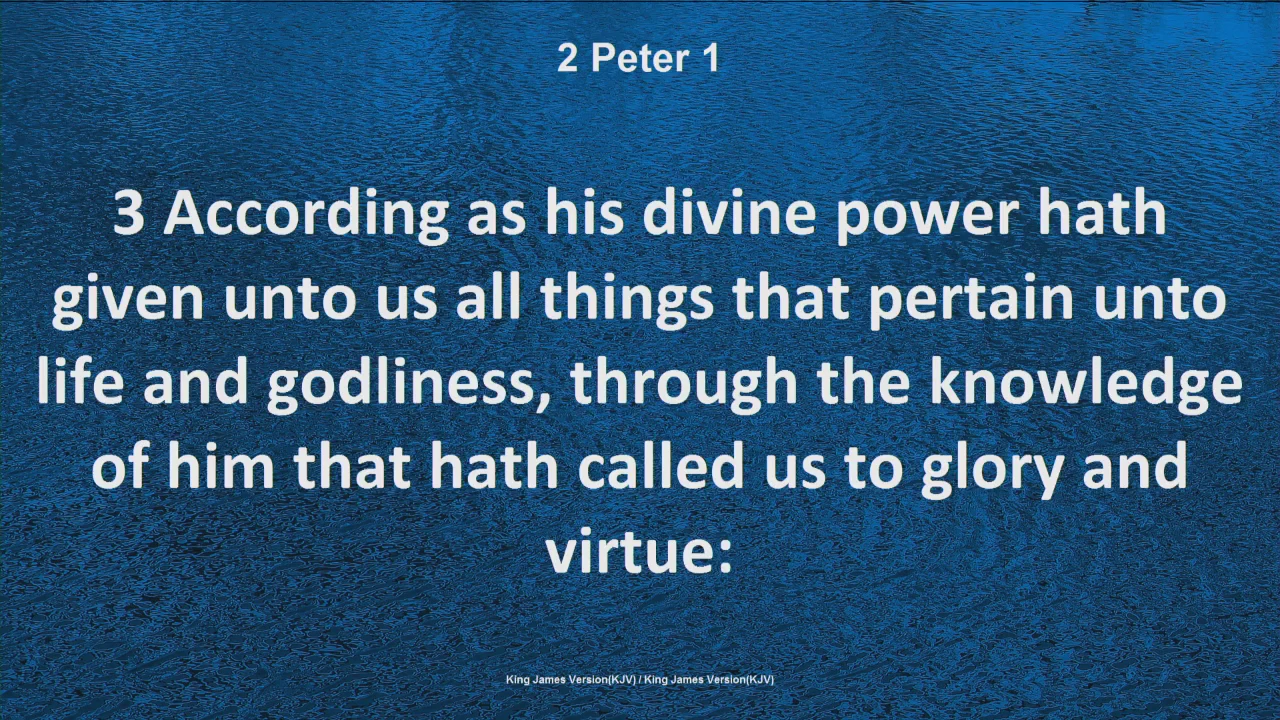 2 Peter 1
3 According as his divine power hath
given unto us all things that pertain unto
life and godliness, through the knowledge
of him that hath called us to glory and
virtue:
King James Version(KJV) / King James Version(KJV)